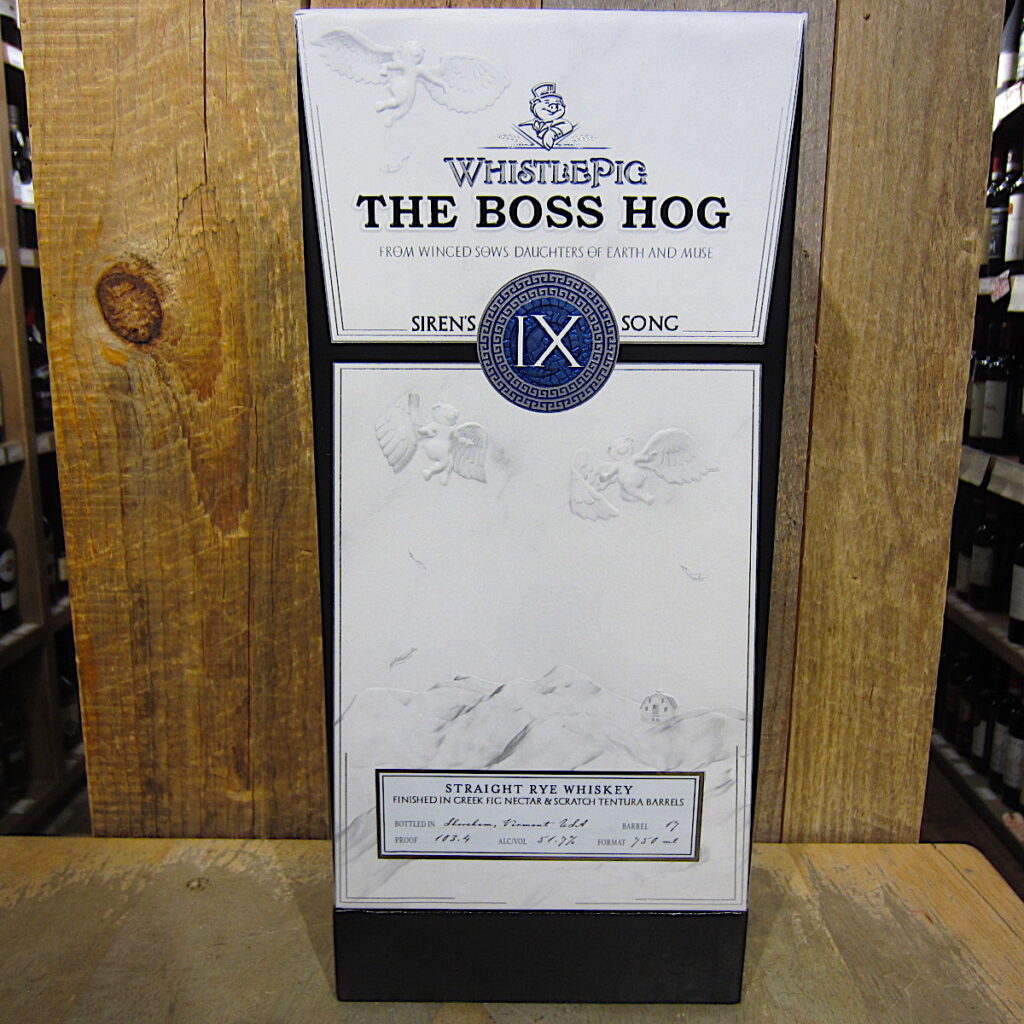 WHISTLEPIG
THE BOSS HOG
FROM WINGED SOWS DAUGHTERS OF EARTH AND MUSE
SIREN'S IX SONG
STRAIGHT RYE WHISKEY
FINISHED IN GREEK FIG NECTAR & SCRATCH TENTURA BARRELS
BOTTLED IN Shoreham, Vermont USA BARREL 17
PROOF 103.4 ALC/VOL 51.7% FORMAT 750 ml